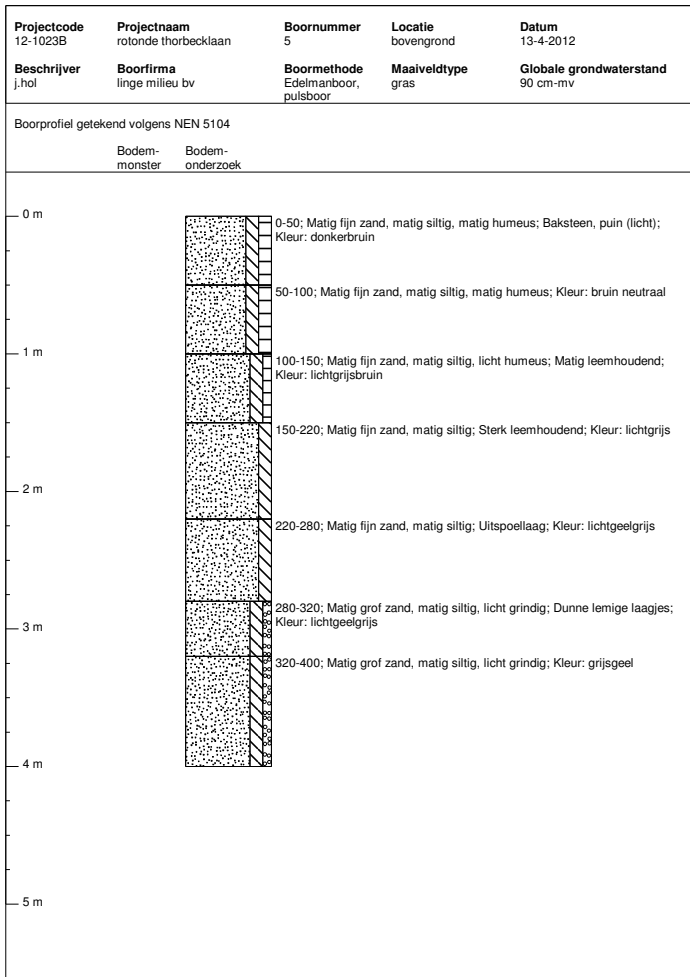 Projectcode Projectnaam Boornummer Locatie Datum
12-1023B rotonde thorbecklaan 5 bovengrond 13-4-2012
Beschrijver Boorfirma Boormethode Maaiveldtype Globale grondwaterstand
j.hol linge milieu bv Edelmanboor, gras 90 cm-mv
pulsboor
Boorprofiel getekend volgens NEN 5104
Bodem- Bodem-
monster onderzoek
0 m
0-50; Matig fijn zand, matig siltig, matig humeus; Baksteen, puin (licht);
Kleur: donkerbruin
50-100; Matig fijn zand, matig siltig, matig humeus; Kleur: bruin neutraal
1 m
100-150; Matig fijn zand, matig siltig, licht humeus; Matig leemhoudend;
Kleur: lichtgrijsbruin
150-220; Matig fijn zand, matig siltig; Sterk leemhoudend; Kleur: lichtgrijs
2 m
220-280; Matig fijn zand, matig siltig; Uitspoellaag; Kleur: lichtgeelgrijs
280-320; Matig grof zand, matig siltig, licht grindig; Dunne lemige laagjes;
Kleur: lichtgeelgrijs
3 m
320-400; Matig grof zand, matig siltig, licht grindig; Kleur: grijsgeel
4 m
5 m